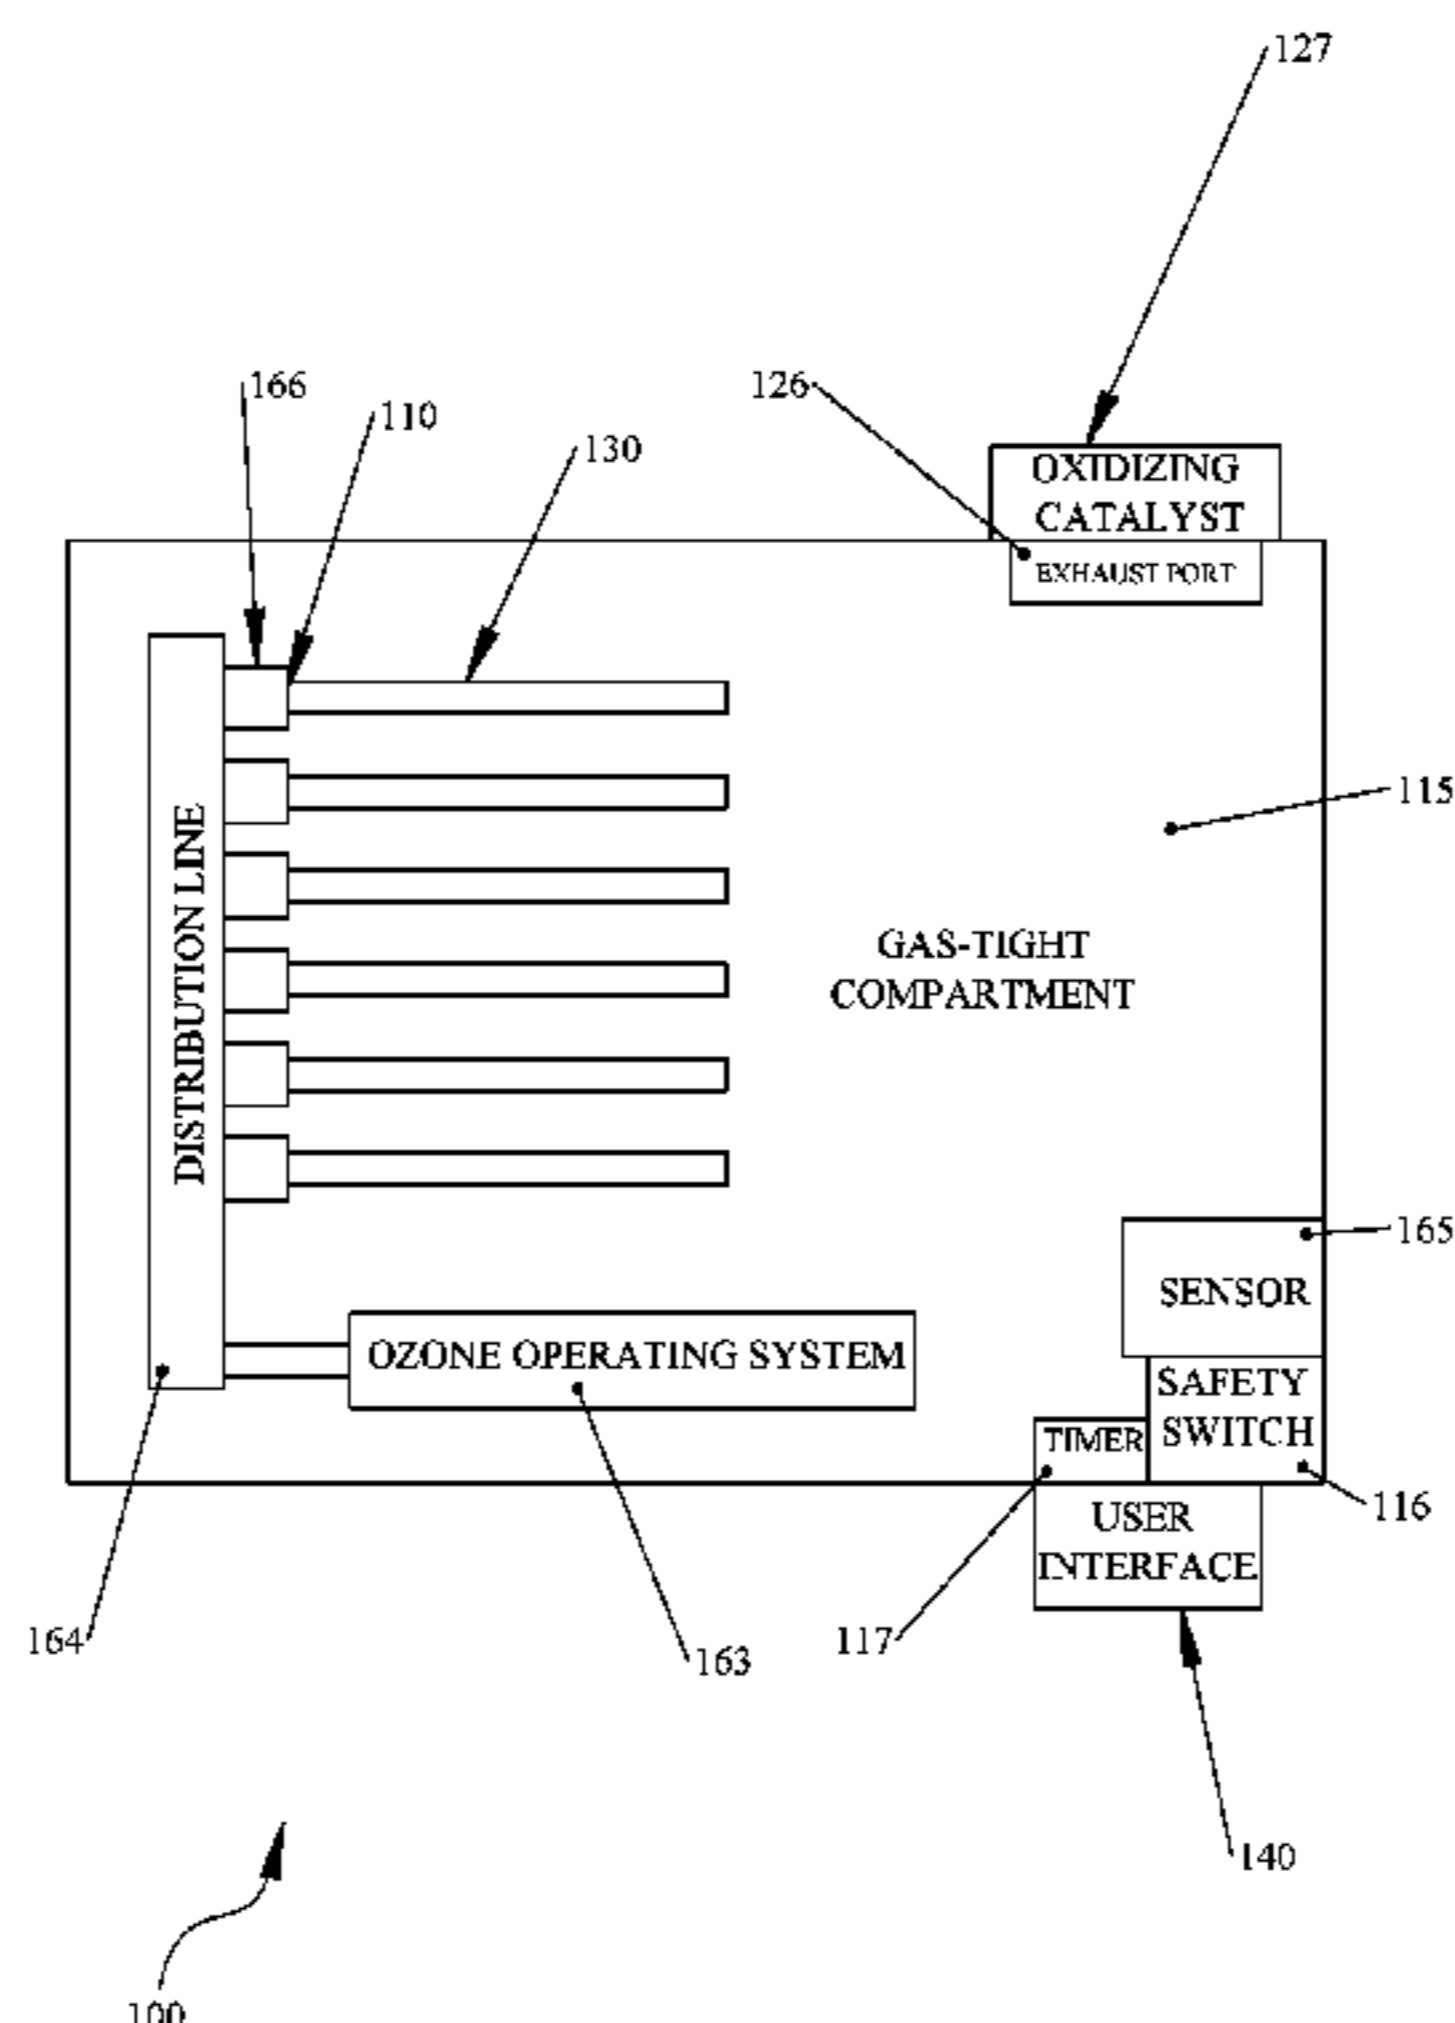 127
166
126
110
130
OXIDIZING
CATALYST
EXHAUST PORT
115
DISTRIBUTION LINE
GAS-TIGHT
COMPARTMENT
165
SENSOR
OZONE OPERATING SYSTEM
SAFETY
SWITCH
TIMER
116
USER
INTERFACE
164
117
163
140
100